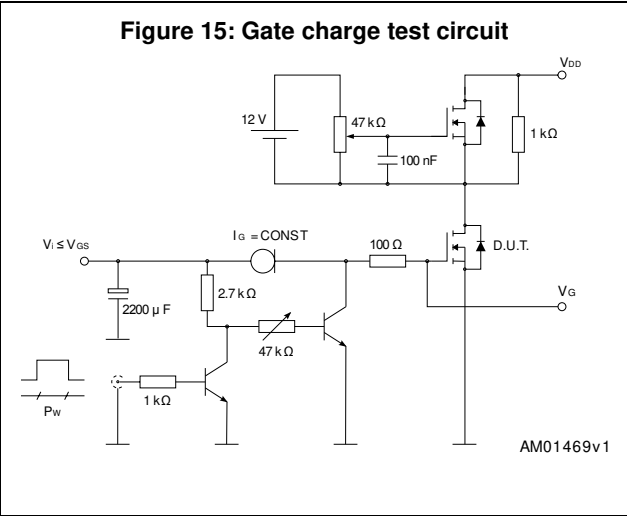 Figure 15: Gate charge test circuit
VDD
12 V
47 kΩ
1 kΩ
100 nF
Vi ≤ VGS
IG = CONST
100 Ω
D.U.T.
2.7 kΩ
2200 µF
VG
47 kΩ
1 kΩ
PW
AM01469v1